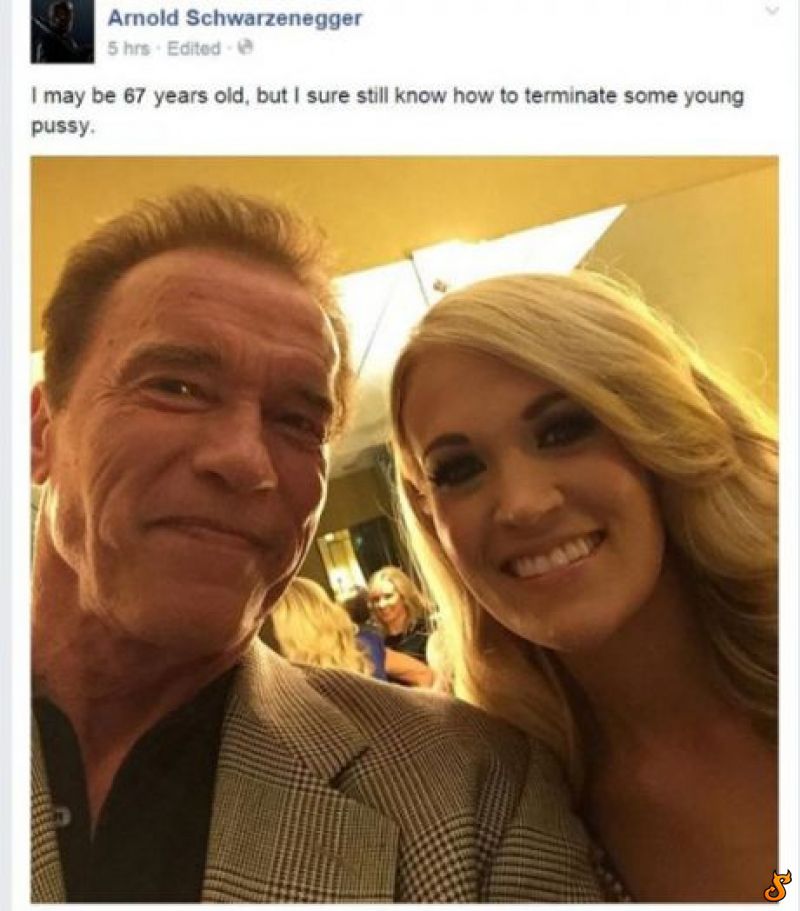 Arnold Schwarzenegger
5 hrs · Edited ·
I may be 67 years old, but I sure still know how to terminate some young
pussy.